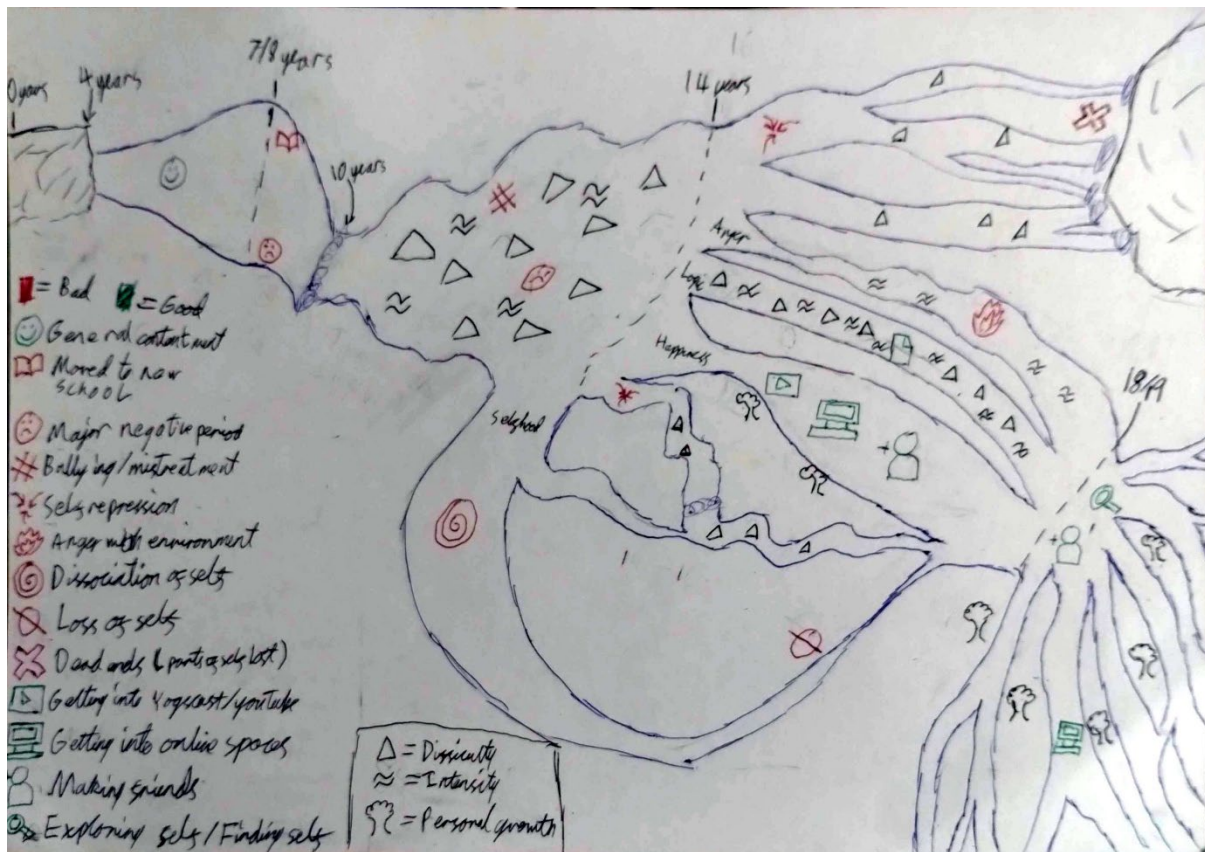 0 years
4 years
7/8 years
10 years
14 years
18/19
Anger
Logic
Happiness
Selfhood
= Bad
= Good
General contentment
Moved to new
school
Major negative period
Bullying/mistreatment
Self repression
Anger with environment
Dissociation of self
Loss of self
Dead ends (parts of self lost)
Getting into Yogscast/youtube
Getting into online spaces
Making friends
Exploring self/Finding self
= Difficulty
= Intensity
= Personal growth